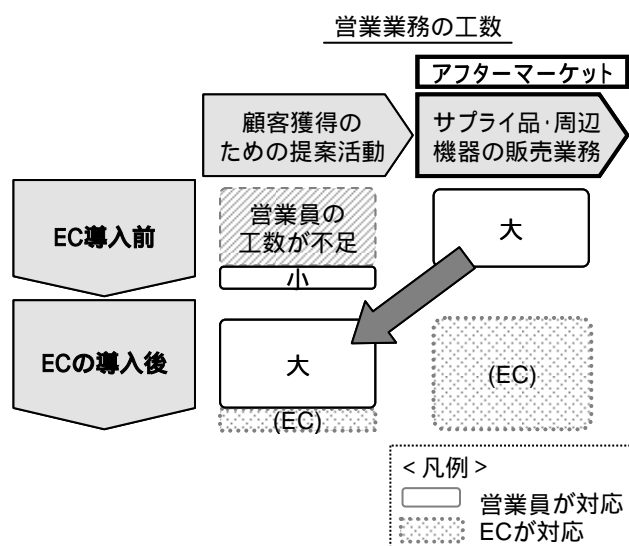 営業業務の工数
アフターマーケット
顧客獲得の
ための提案活動
サプライ品･周辺
機器の販売業務
EC導入前
営業員の
工数が不足
小
大
ECの導入後
大
(EC)
(EC)
<凡例>
営業員が対応
ECが対応